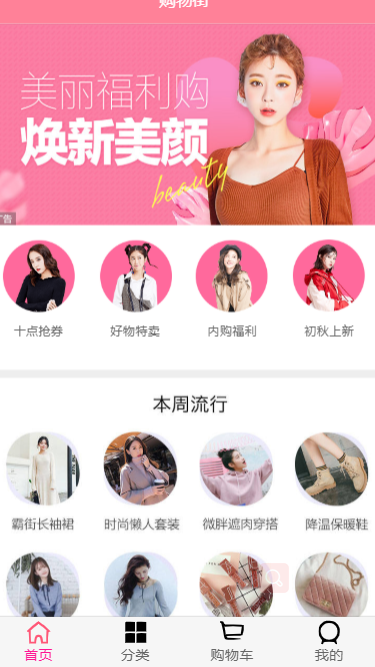 购物街
美丽福利购
焕新美颜
beauty
广告
十点抢券
好物特卖
内购福利
初秋上新
本周流行
霸街长袖裙
时尚懒人套装
微胖遮肉穿搭
降温保暖鞋
首页
分类
购物车
我的